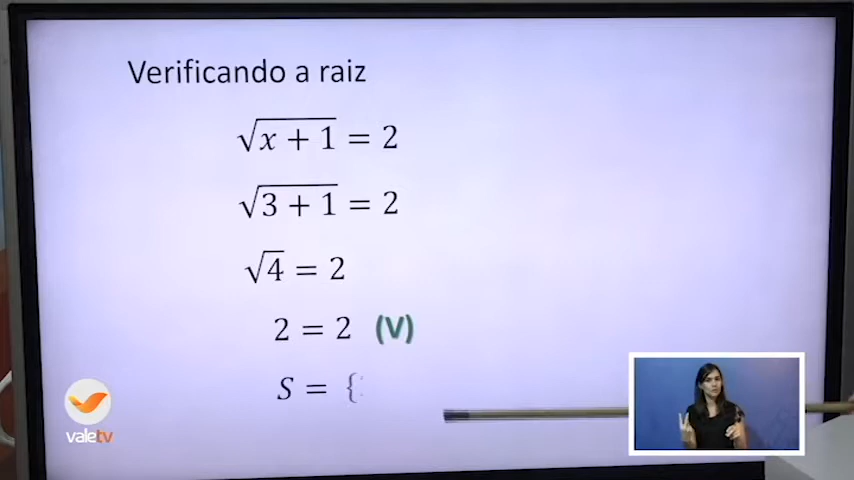 Verificando a raiz
√x + 1 = 2
√3 + 1 = 2
√4 = 2
2 = 2 (V)
S = {
valetv